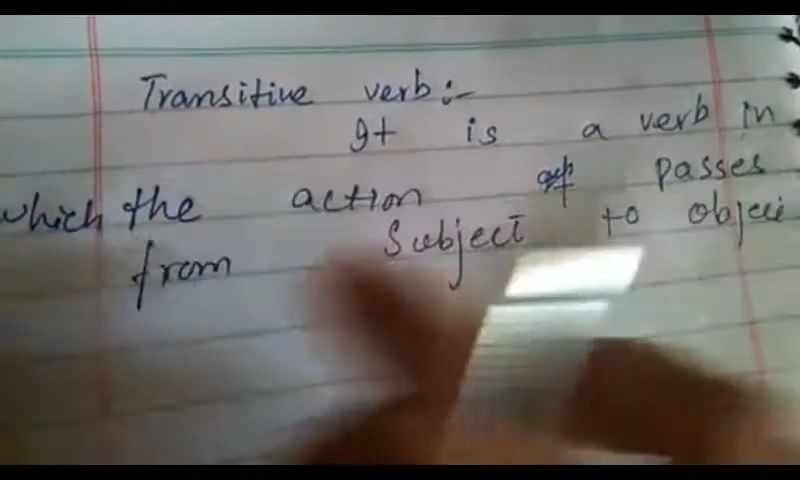 Transitive verb:-
It is a verb in
which the action passes
from Subject to object